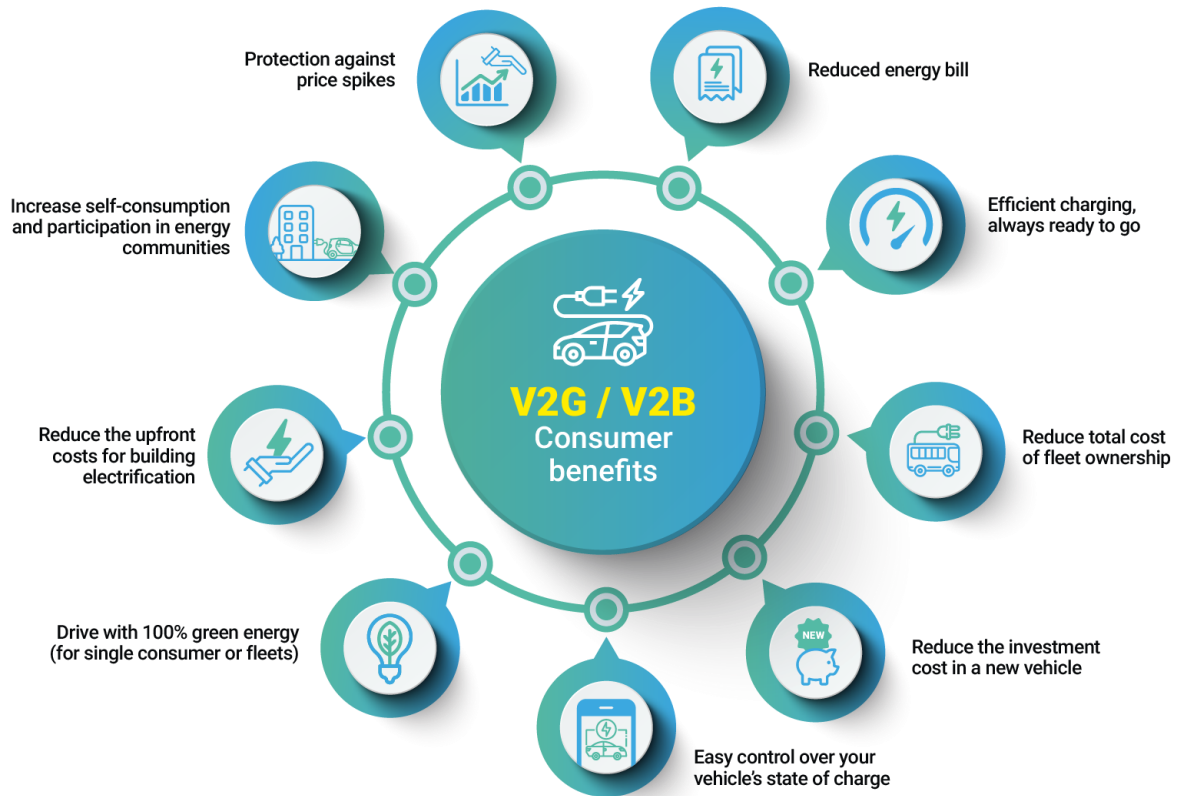 Protection against
price spikes
Reduced energy bill
Increase self-consumption
and participation in energy
communities
Efficient charging,
always ready to go
V2G / V2B
Consumer
benefits
Reduce the upfront
costs for building
electrification
Reduce total cost
of fleet ownership
Drive with 100% green energy
(for single consumer or fleets)
NEW
Reduce the investment
cost in a new vehicle
Easy control over your
vehicle’s state of charge